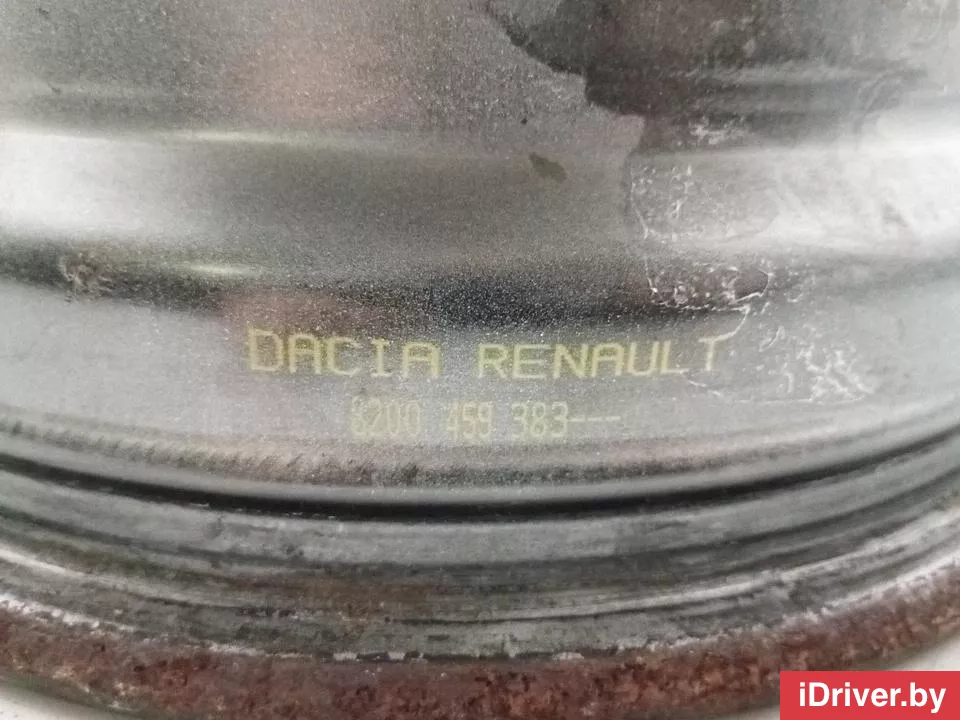 DACIA RENAULT
8200 459 383---
iDriver.by